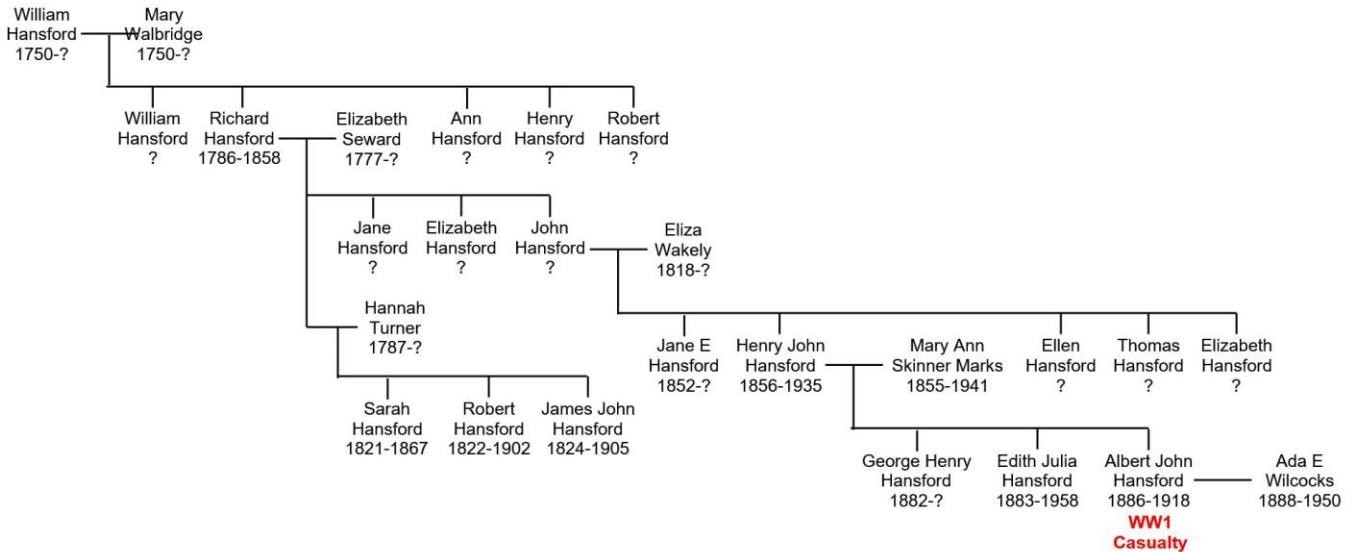 William
Hansford
1750-?
Mary
Walbridge
1750-?
William
Hansford
?
Richard
Hansford
1786-1858
Elizabeth
Seward
1777-?
Ann
Hansford
?
Henry
Hansford
?
Robert
Hansford
?
Jane
Hansford
?
Elizabeth
Hansford
?
John
Hansford
?
Eliza
Wakely
1818-?
Hannah
Turner
1787-?
Jane E
Hansford
1852-?
Henry John
Hansford
1856-1935
Mary Ann
Skinner Marks
1855-1941
Ellen
Hansford
?
Thomas
Hansford
?
Elizabeth
Hansford
?
Sarah
Hansford
1821-1867
Robert
Hansford
1822-1902
James John
Hansford
1824-1905
George Henry
Hansford
1882-?
Edith Julia
Hansford
1883-1958
Albert John
Hansford
1886-1918
WW1
Casualty
Ada E
Wilcocks
1888-1950